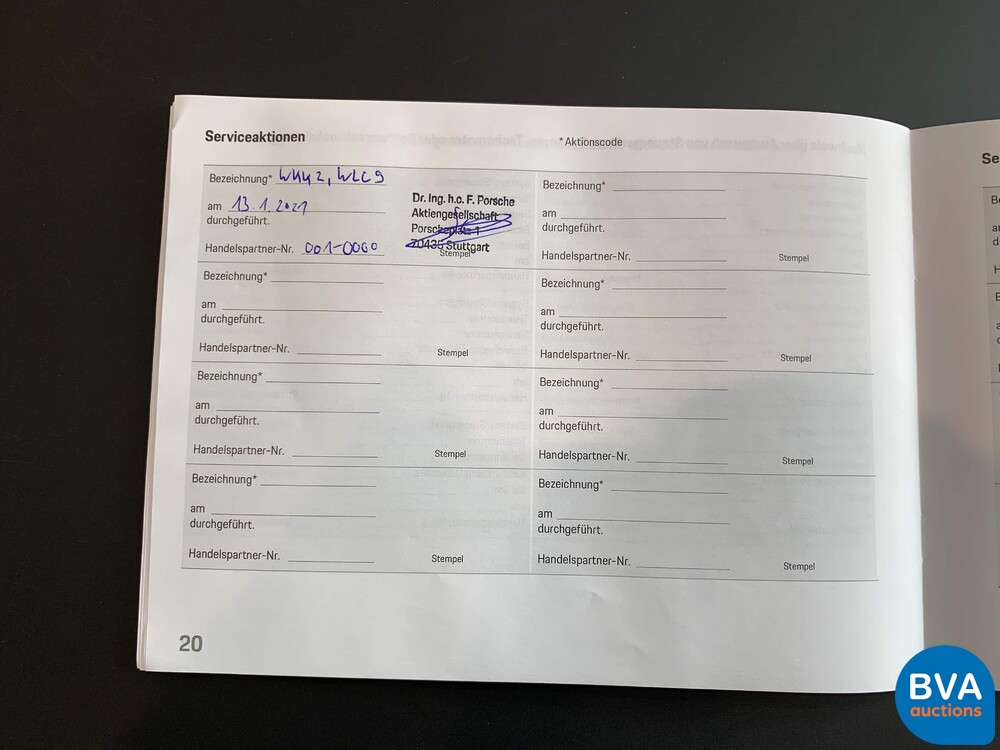 Serviceaktionen
* Aktionscode
Bezeichnung* WKK2, WLC9
am 13.1.2021
durchgeführt.
Handelspartner-Nr. 001-0000
Dr. Ing. h.c. F. Porsche
Aktiengesellschaft
Porscheplatz 1
70435 Stuttgart
Stempel
Bezeichnung*
am
durchgeführt.
Handelspartner-Nr.
Stempel
Bezeichnung*
am
durchgeführt.
Handelspartner-Nr.
Stempel
Bezeichnung*
am
durchgeführt.
Handelspartner-Nr.
Stempel
Bezeichnung*
am
durchgeführt.
Handelspartner-Nr.
Stempel
Bezeichnung*
am
durchgeführt.
Handelspartner-Nr.
Stempel
Bezeichnung*
am
durchgeführt.
Handelspartner-Nr.
Stempel
Bezeichnung*
am
durchgeführt.
Handelspartner-Nr.
Stempel
20
Se
BVA
auctions